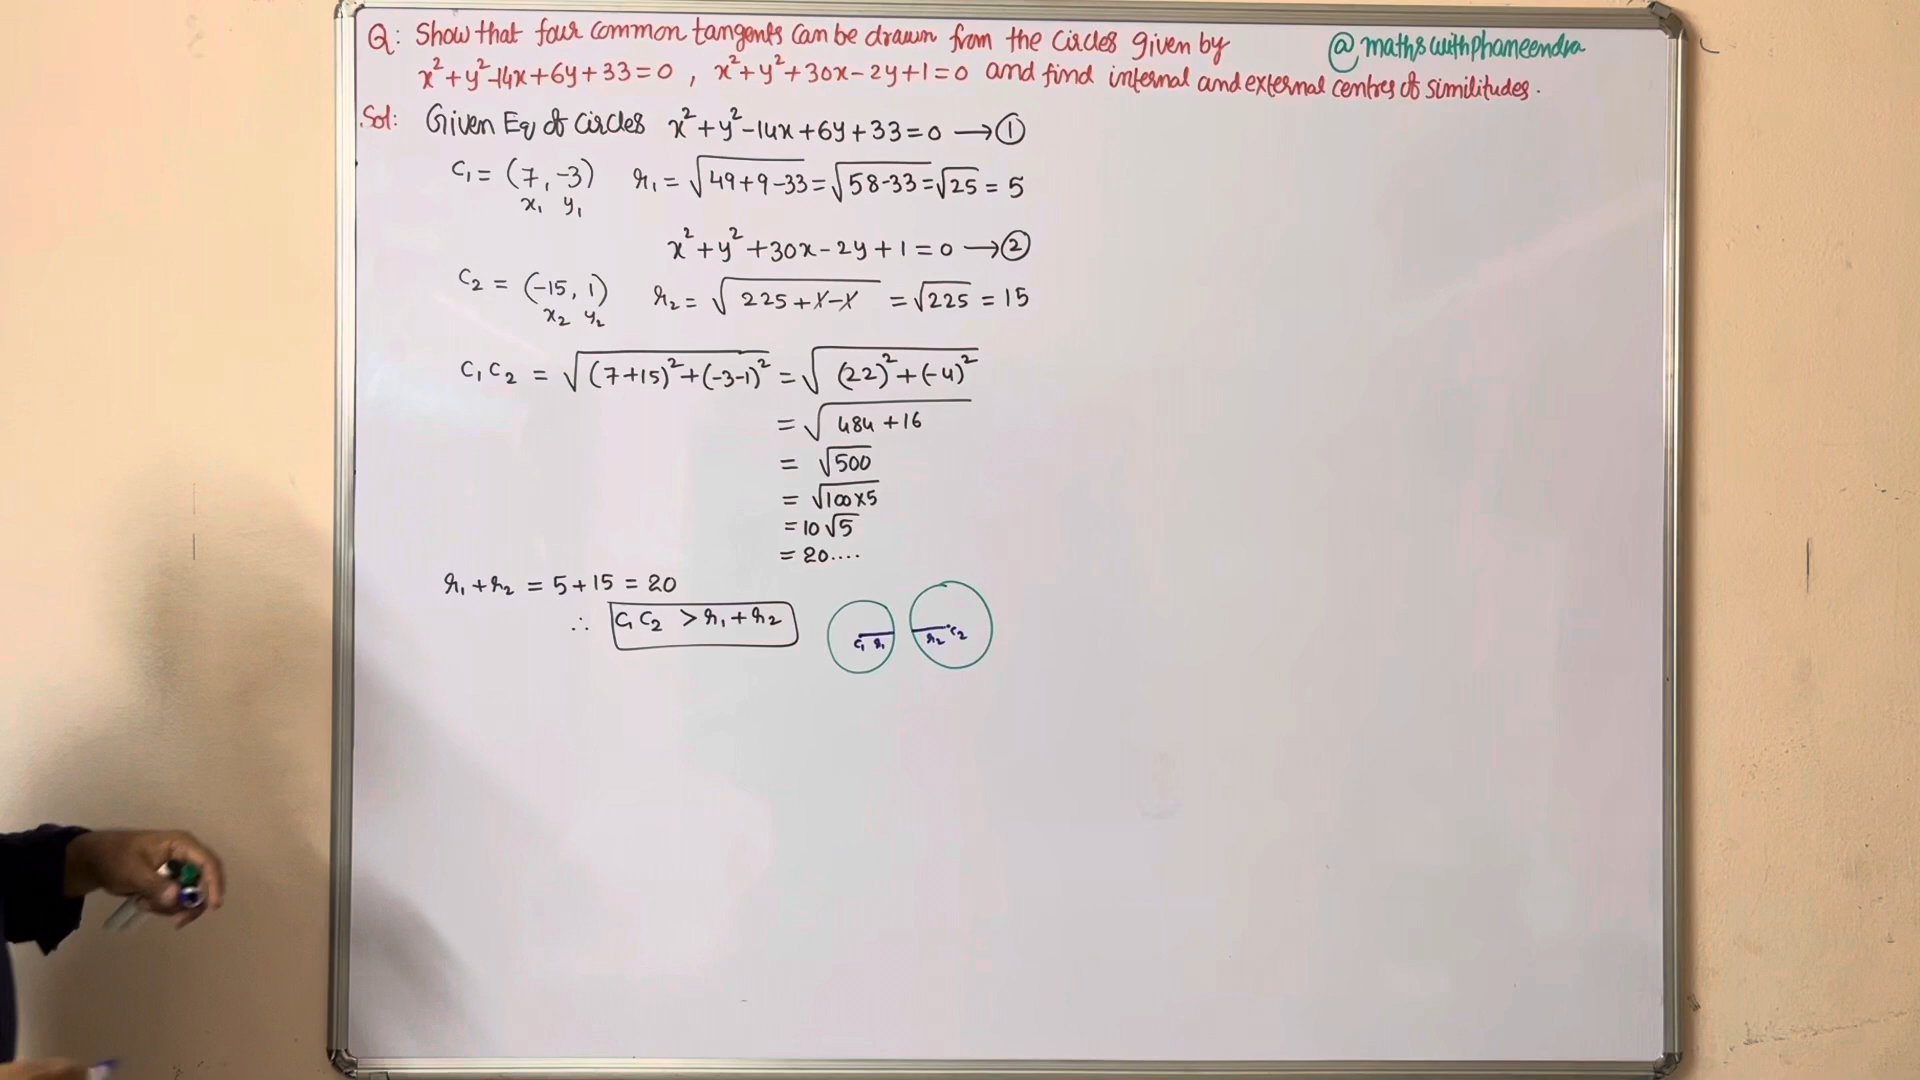 Q: Show that four common tangents can be drawn from the circles given by @mathswithphameendra
x²+y²-14x+6y+33=0 , x²+y²+30x-2y+1=0 and find internal and external centres of similitudes.
Sol: Given Eq of circles x²+y²-14x+6y+33=0 → ①
C₁ = (7, -3) r₁ = √(49+9-33) = √(58-33) = √25 = 5
x₁ y₁
x²+y²+30x-2y+1=0 → ②
C₂ = (-15, 1) r₂ = √(225+1-1) = √225 = 15
x₂ y₂
C₁C₂ = √((7+15)²+(-3-1)²) = √((22)²+(-4)²)
= √(484+16)
= √500
= √(100×5)
= 10√5
= 20....
r₁+r₂ = 5+15 = 20
∴ C₁C₂ > r₁+r₂
C₁ r₁ r₂ C₂